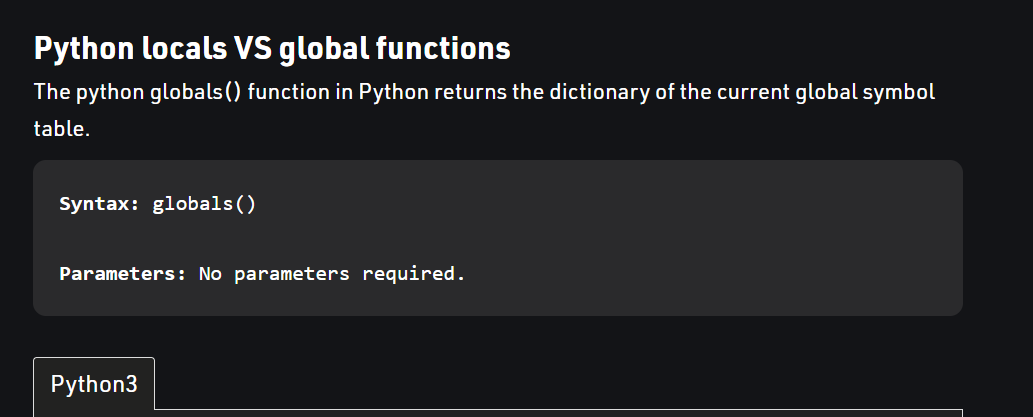 Python locals VS global functions
The python globals() function in Python returns the dictionary of the current global symbol
table.
Syntax: globals()
Parameters: No parameters required.
Python3